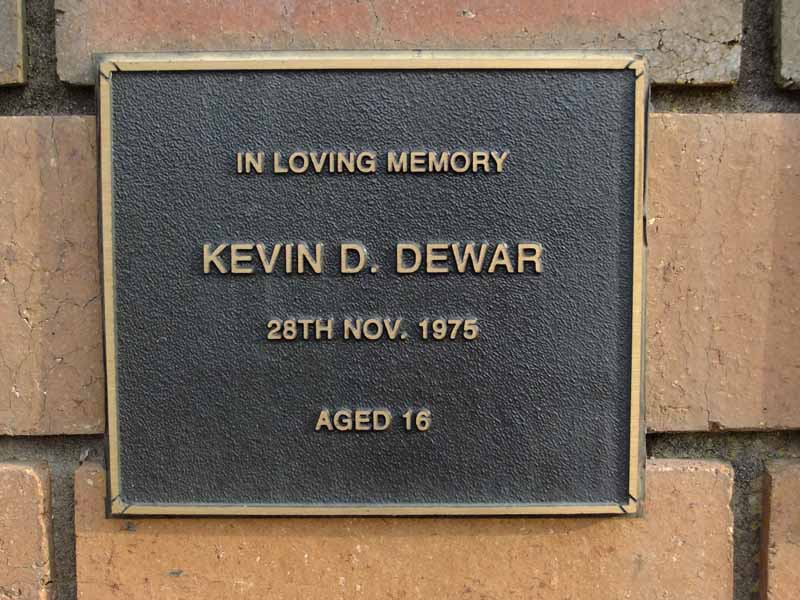 IN LOVING MEMORY
KEVIN D. DEWAR
28TH NOV. 1975
AGED 16